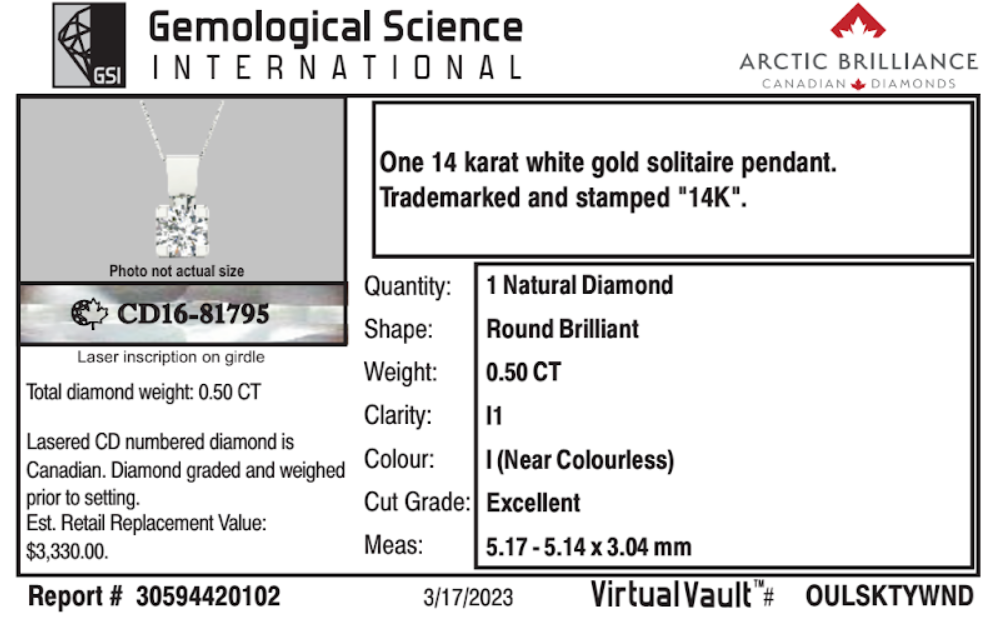 GSI
Gemological Science
INTERNATIONAL
ARCTIC BRILLIANCE
CANADIAN DIAMONDS
Photo not actual size
CD16-81795
Laser inscription on girdle
Total diamond weight: 0.50 CT
Lasered CD numbered diamond is
Canadian. Diamond graded and weighed
prior to setting.
Est. Retail Replacement Value:
$3,330.00.
One 14 karat white gold solitaire pendant.
Trademarked and stamped "14K".
Quantity: 1 Natural Diamond
Shape: Round Brilliant
Weight: 0.50 CT
Clarity: I1
Colour: I (Near Colourless)
Cut Grade: Excellent
Meas: 5.17 - 5.14 x 3.04 mm
Report # 30594420102
3/17/2023
VirtualVault™# OULSKTYWND